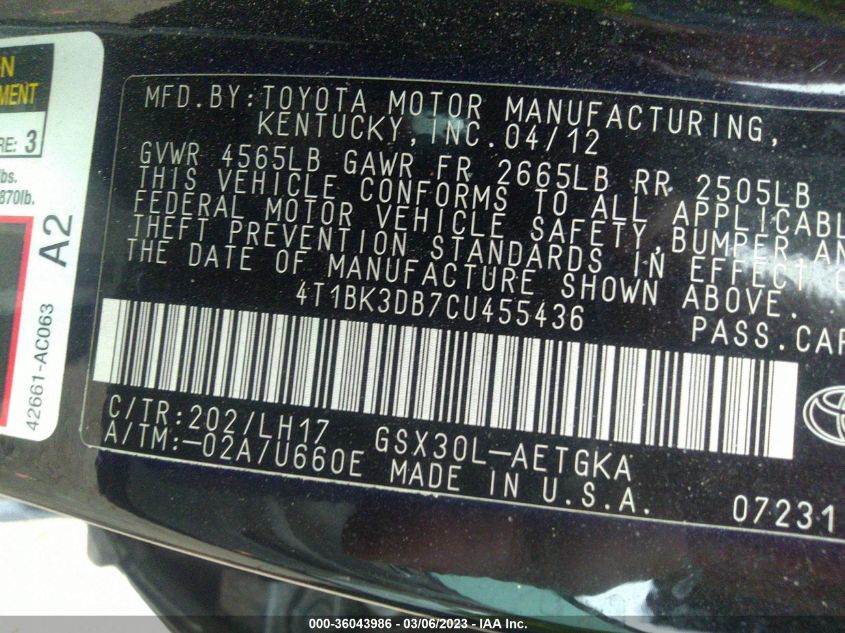 N
MENT
RE: 3
lbs.
870lb.
A2
42661-AC063
MFD.BY:TOYOTA MOTOR MANUFACTURING,
KENTUCKY,INC.04/12
GVWR 4565LB GAWR FR 2665LB RR 2505LB
THIS VEHICLE CONFORMS TO ALL APPLICABL
FEDERAL MOTOR VEHICLE SAFETY,BUMPER AN
THEFT PREVENTION STANDARDS IN EFFECT O
THE DATE OF MANUFACTURE SHOWN ABOVE.
4T1BK3DB7CU455436 PASS.CAR
C/TR:202/LH17 GSX30L-AETGKA
A/TM:-02A/U660E MADE IN U.S.A. 07231
000-36043986 - 03/06/2023 - IAA Inc.